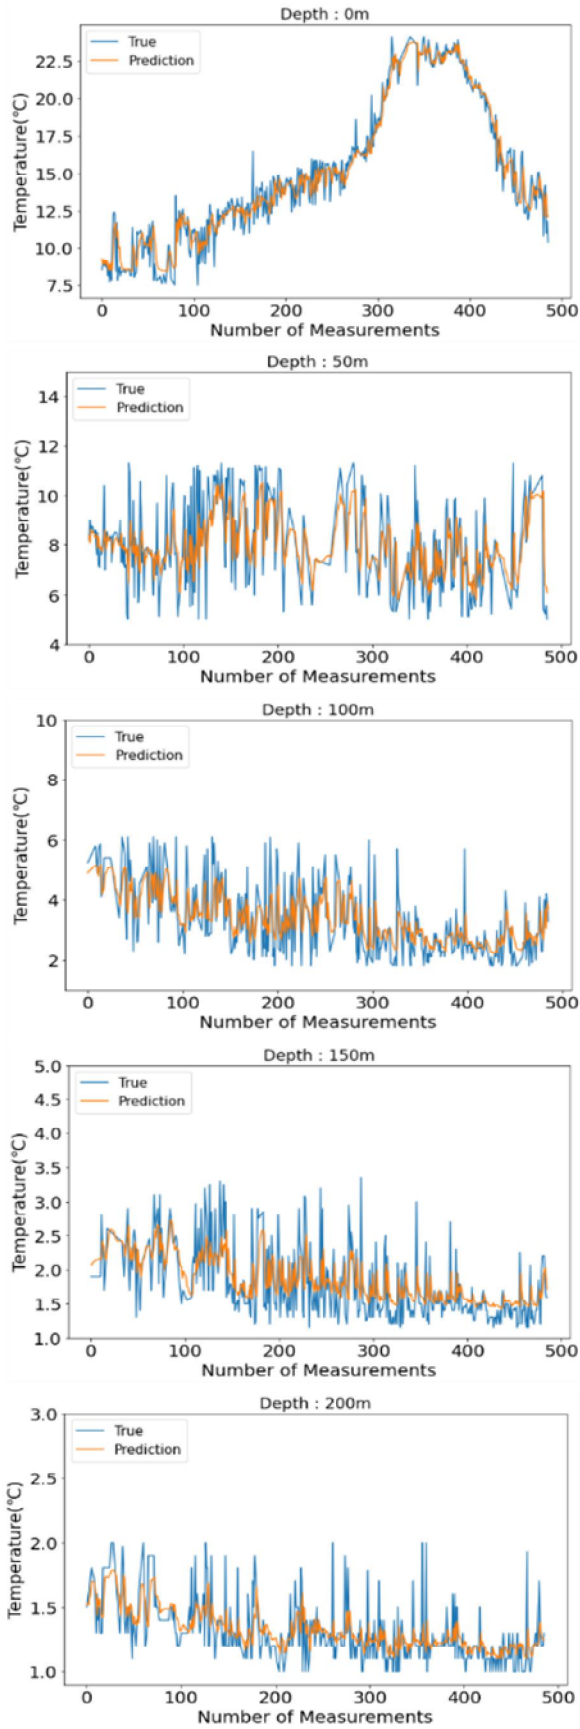 Depth : 0m
True
Prediction
Temperature(℃)
22.5
20.0
17.5
15.0
12.5
10.0
7.5
0 100 200 300 400 500
Number of Measurements
Depth : 50m
True
Prediction
Temperature(℃)
14
12
10
8
6
4
0 100 200 300 400 500
Number of Measurements
Depth : 100m
True
Prediction
Temperature(℃)
10
8
6
4
2
0 100 200 300 400 500
Number of Measurements
Depth : 150m
True
Prediction
Temperature(℃)
5.0
4.5
4.0
3.5
3.0
2.5
2.0
1.5
1.0
0 100 200 300 400 500
Number of Measurements
Depth : 200m
True
Prediction
Temperature(℃)
3.0
2.5
2.0
1.5
1.0
0 100 200 300 400 500
Number of Measurements